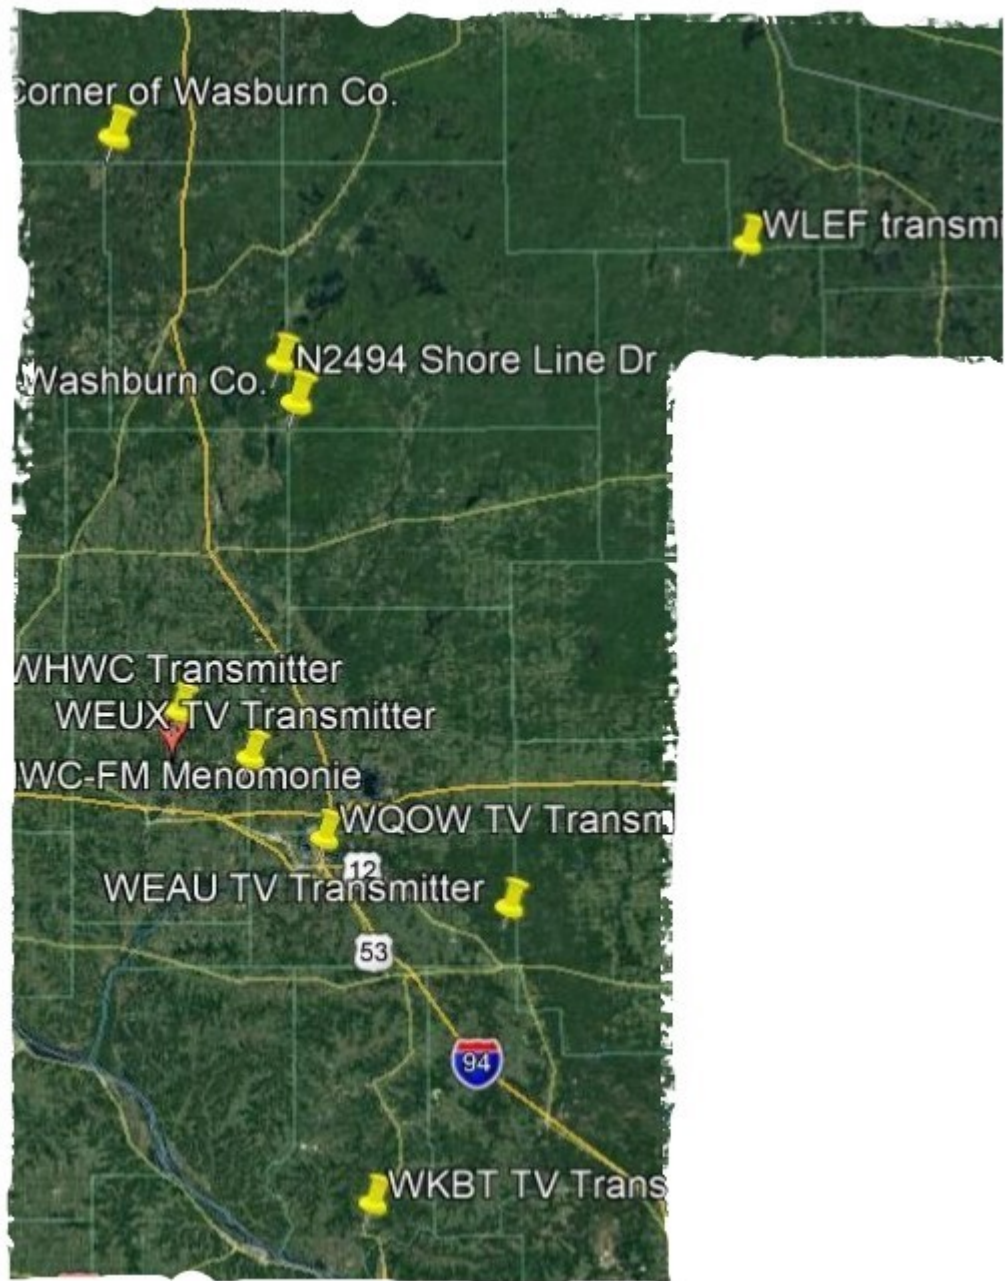 Corner of Wasburn Co.
WLEF transm
N2494 Shore Line Dr
Washburn Co.
WHWC Transmitter
WEUX TV Transmitter
WC-FM Menomonie
WQOW TV Transm
12
WEAU TV Transmitter
53
94
WKBT TV Trans